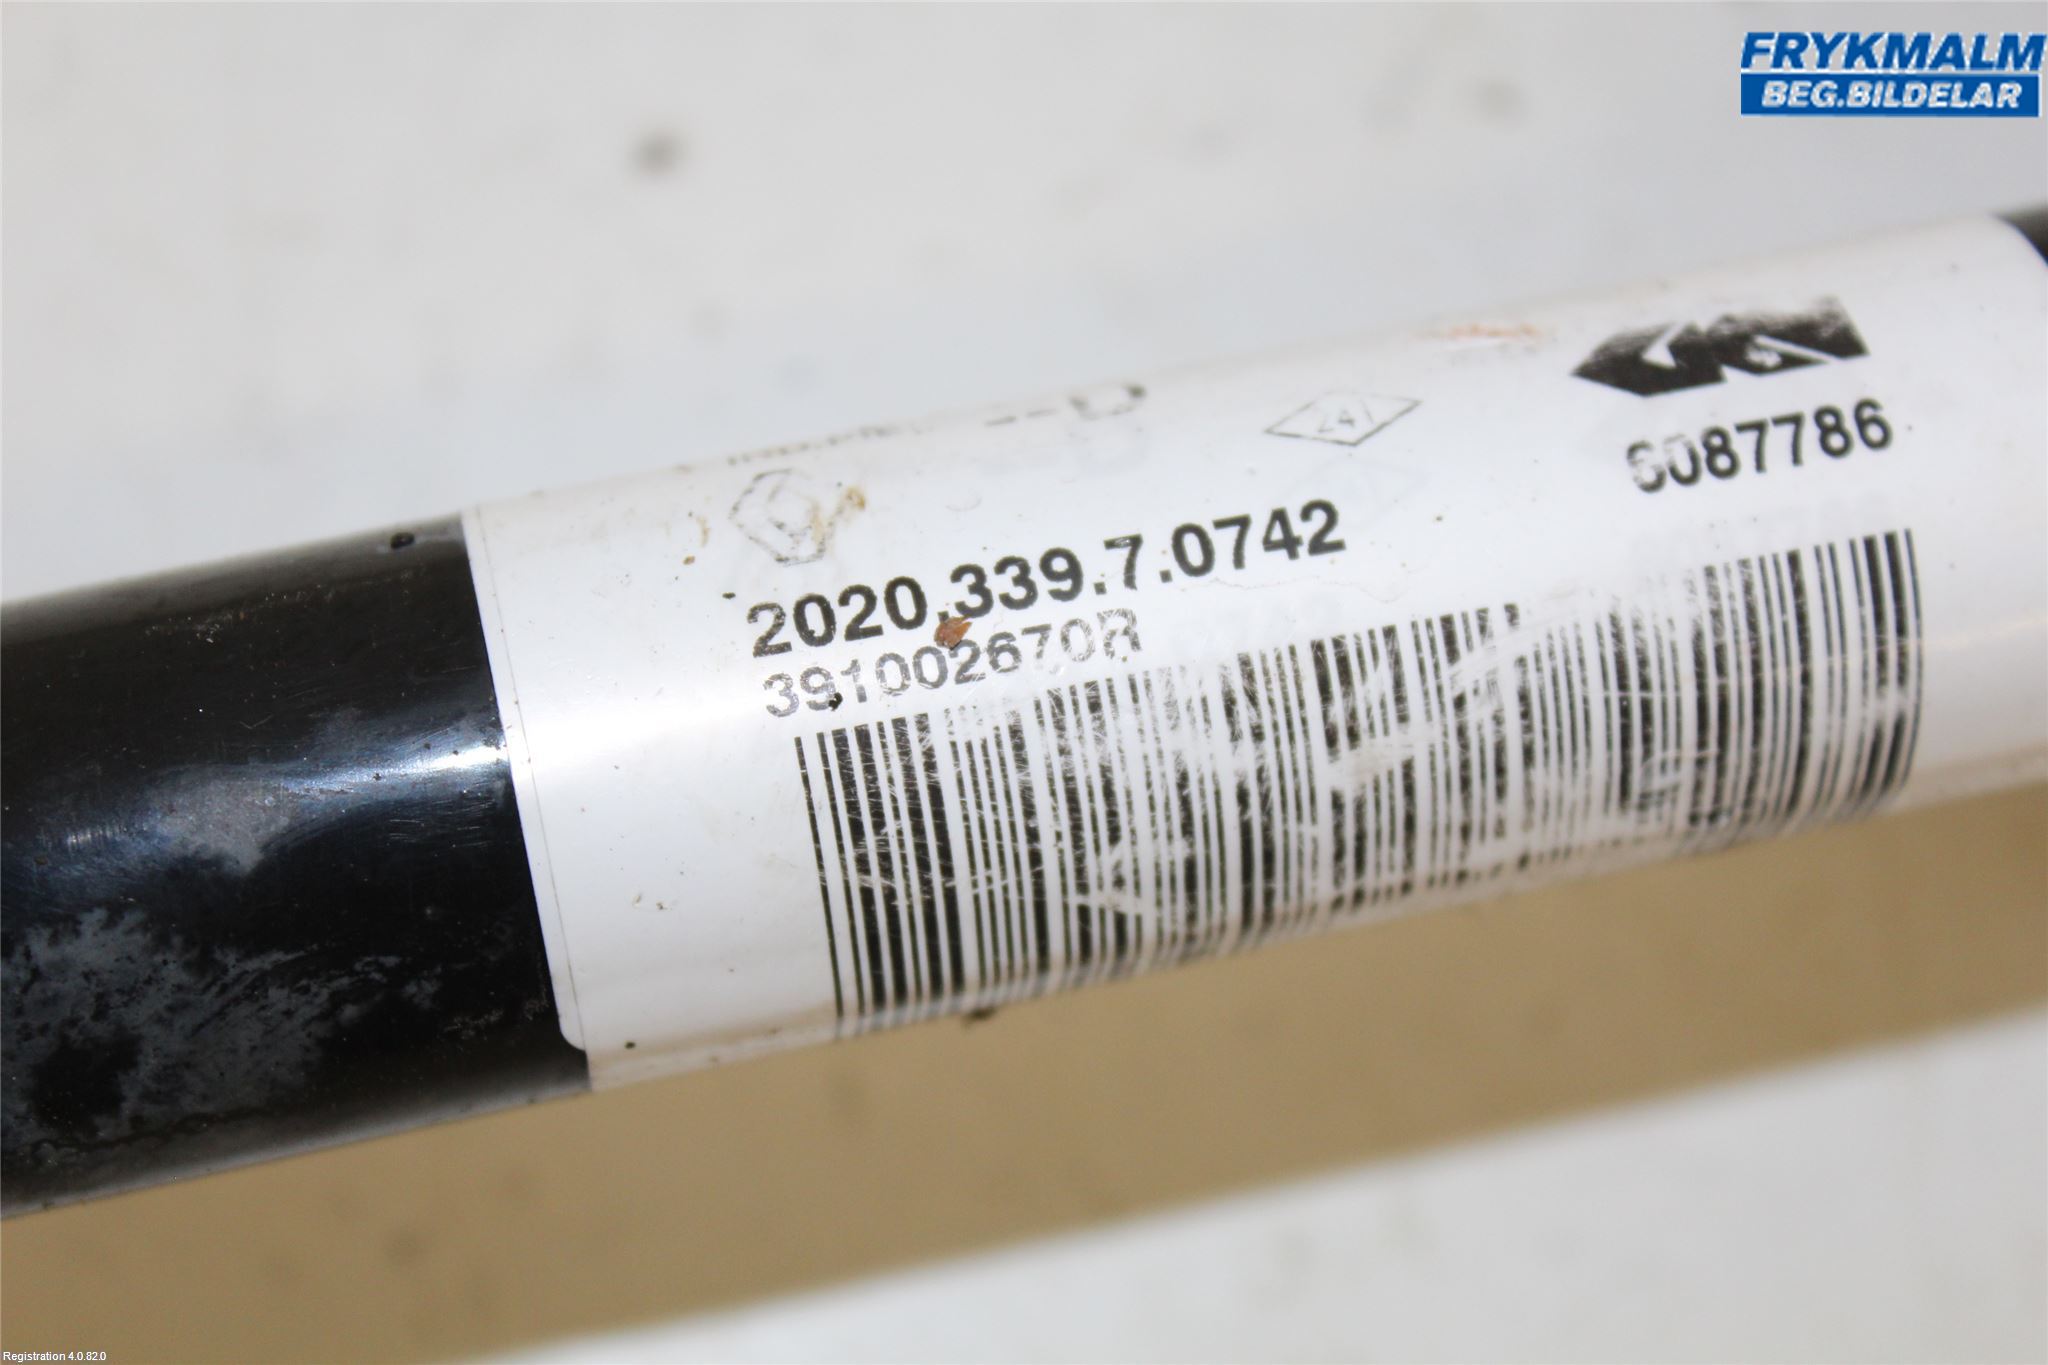 FRYKMALM
BEG.BILDELAR
6087786
2020.339.7.0742
391002670R
Registration 4.0.82.0